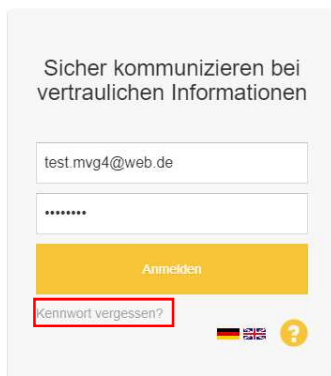 Sicher kommunizieren bei
vertraulichen Informationen
test.mvg4@web.de
••••••••
Anmelden
Kennwort vergessen?
?